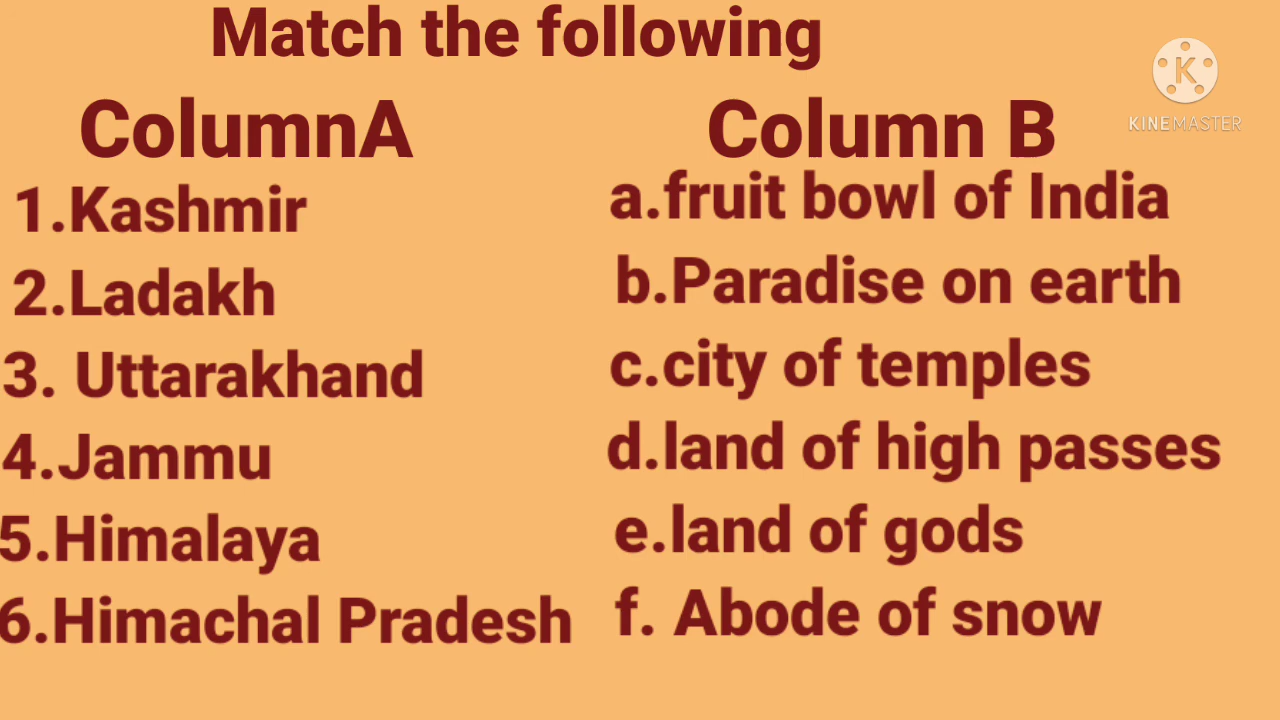 Match the following
ColumnA Column B
1.Kashmir a.fruit bowl of India
2.Ladakh b.Paradise on earth
3. Uttarakhand c.city of temples
4.Jammu d.land of high passes
5.Himalaya e.land of gods
6.Himachal Pradesh f. Abode of snow
K
KINEMASTER